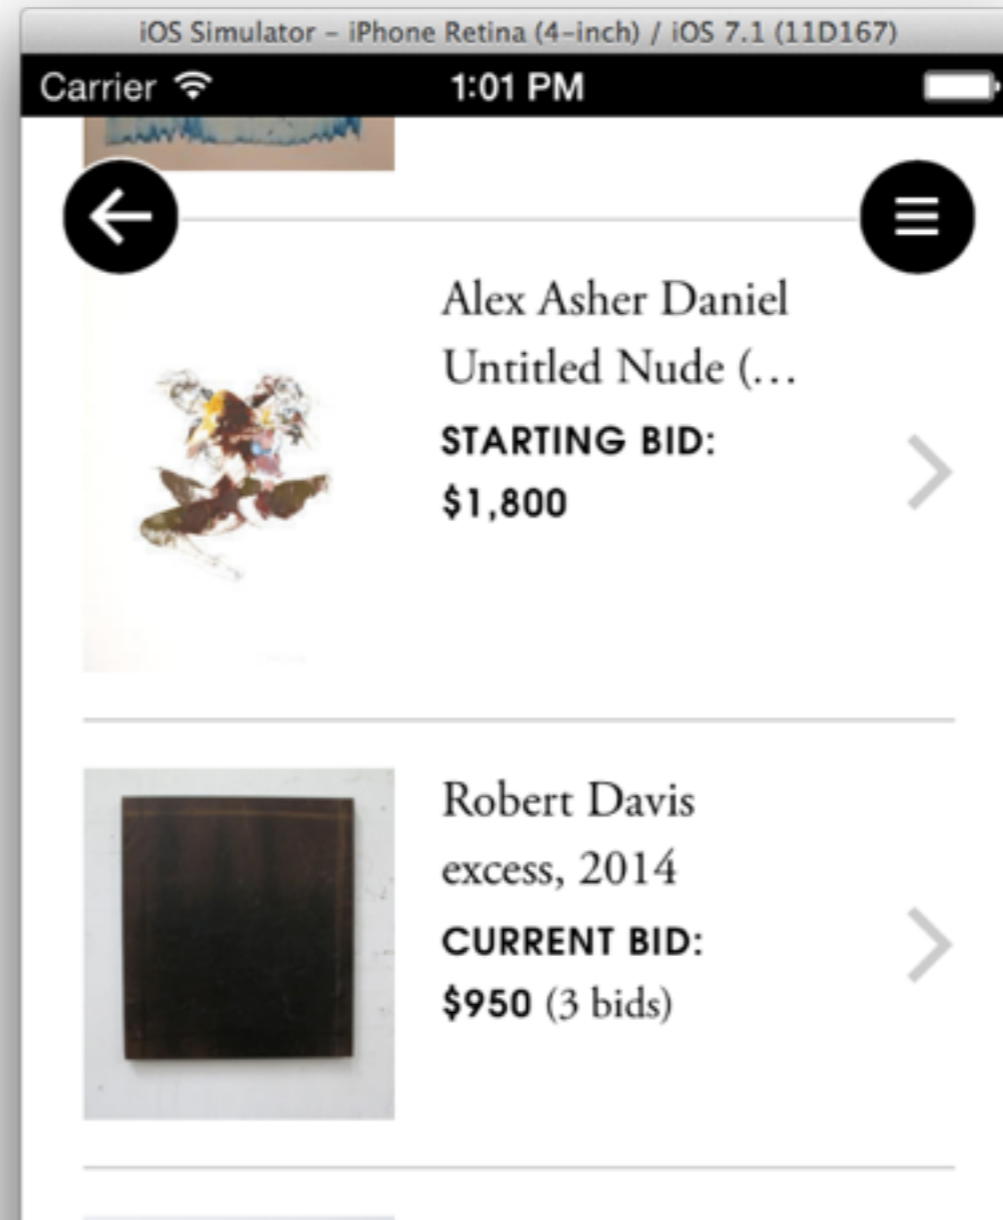 iOS Simulator – iPhone Retina (4-inch) / iOS 7.1 (11D167)
Carrier 1:01 PM
Alex Asher Daniel
Untitled Nude (...
STARTING BID:
$1,800
Robert Davis
excess, 2014
CURRENT BID:
$950 (3 bids)